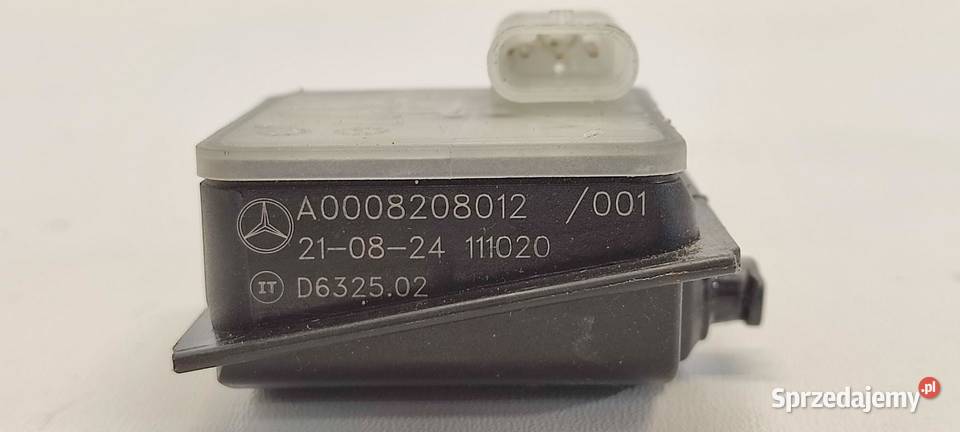 A0008208012 /001
21-08-24 111020
IT D6325.02
Sprzedajemy.pl